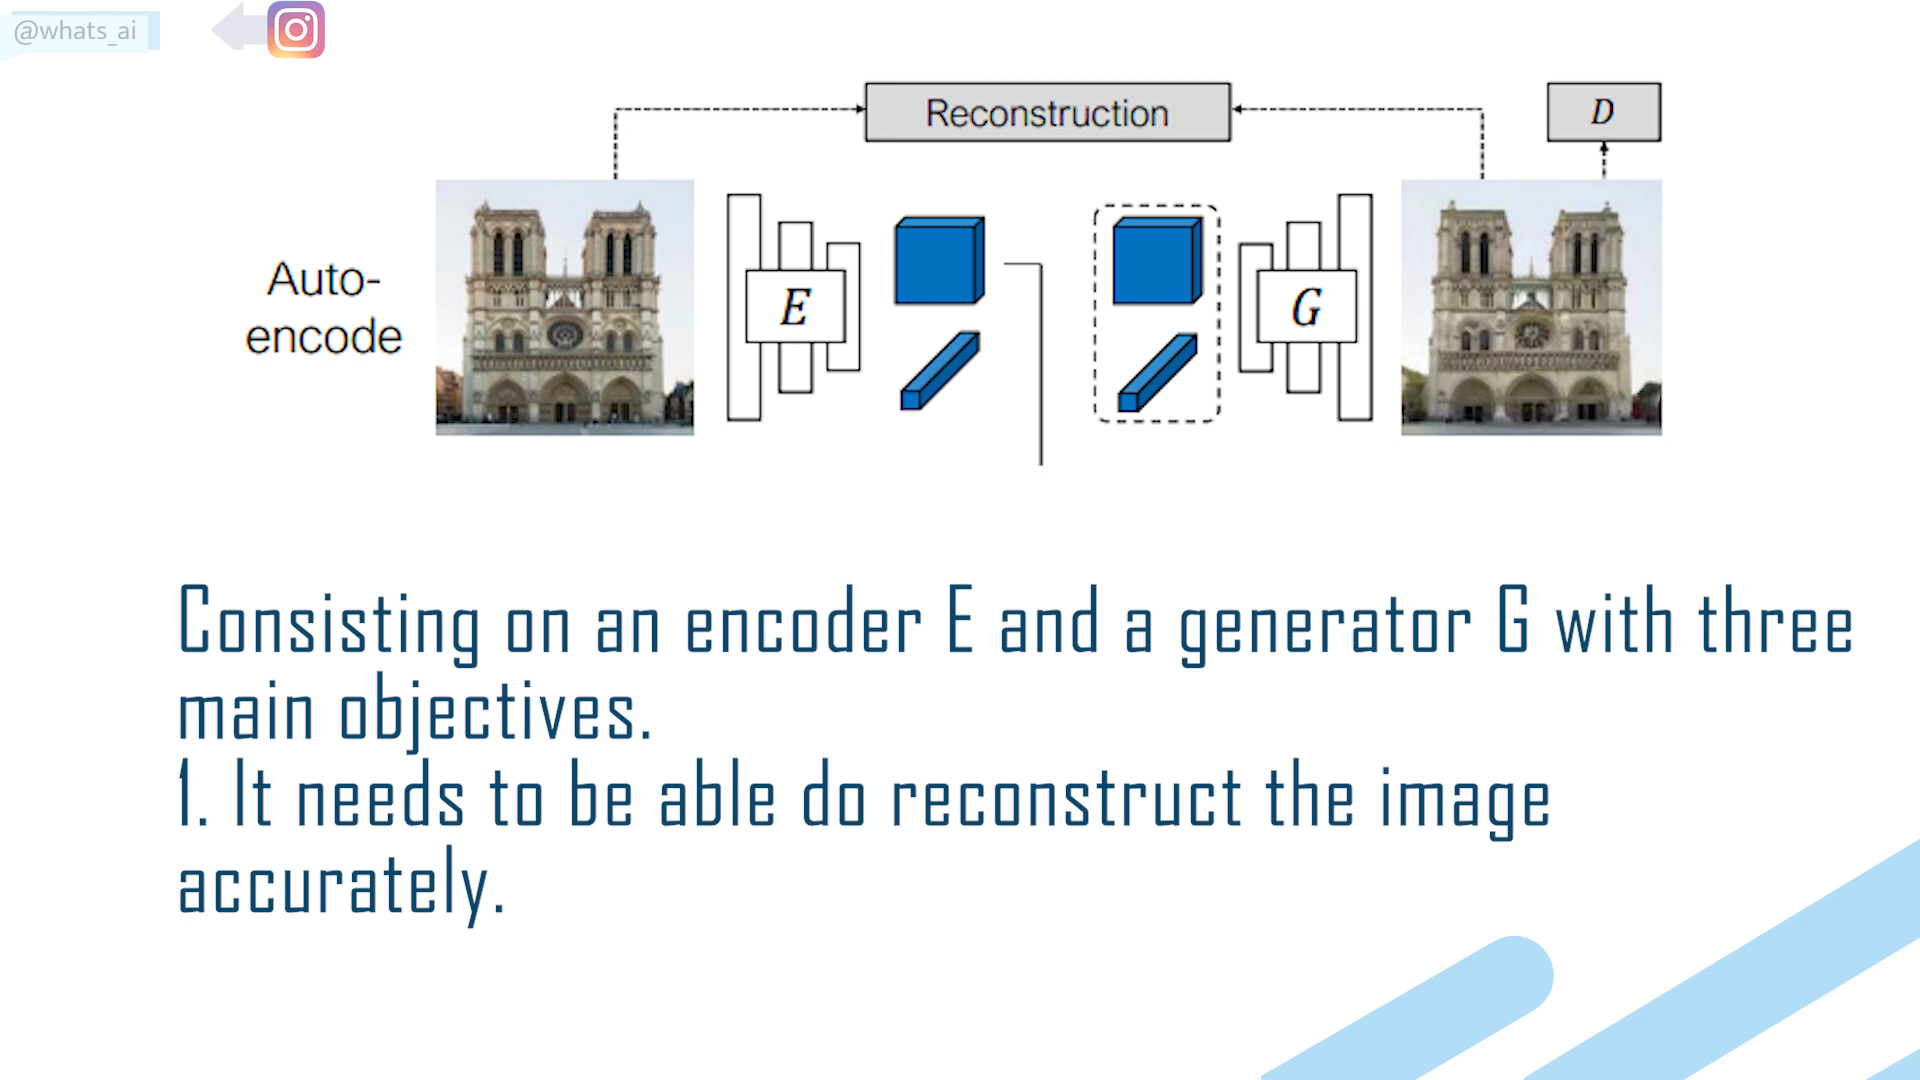 @whats_ai
Reconstruction
D
Auto-
encode
E
G
Consisting on an encoder E and a generator G with three
main objectives.
1. It needs to be able do reconstruct the image
accurately.